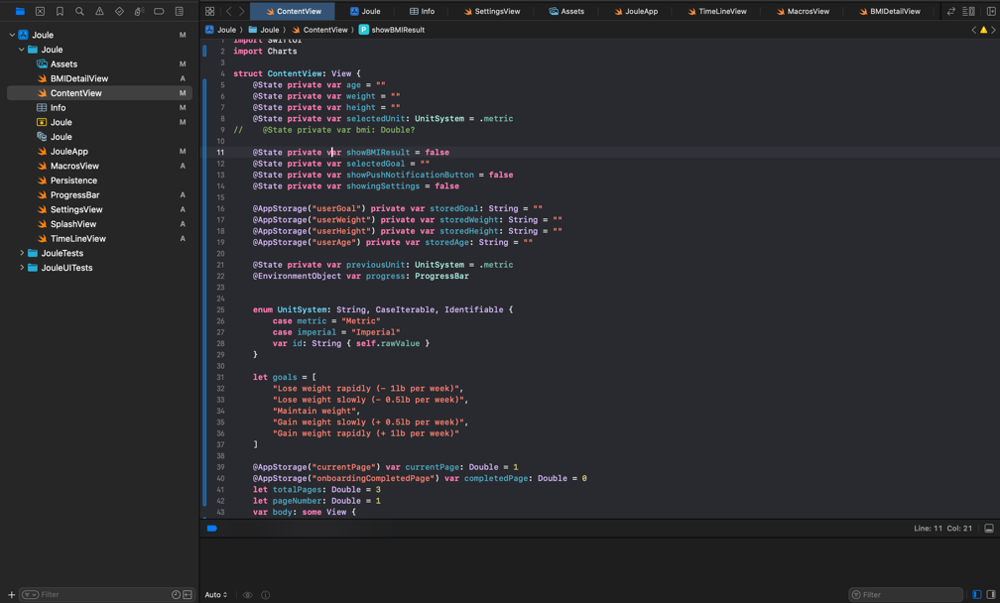 ContentView
Joule
Info
SettingsView
Assets
JouleApp
TimeLineView
MacrosView
BMIDetailView
Joule M
Joule
Assets M
BMIDetailView A
ContentView M
Info M
Joule M
Joule
JouleApp M
MacrosView A
Persistence
ProgressBar A
SettingsView A
SplashView A
TimeLineView A
JouleTests
JouleUITests
Joule 〉 Joule 〉 ContentView 〉 P showBMIResult
1 import SwiftUI
2 import Charts
3
4 struct ContentView: View {
5 @State private var age = ""
6 @State private var weight = ""
7 @State private var height = ""
8 @State private var selectedUnit: UnitSystem = .metric
9 // @State private var bmi: Double?
10
11 @State private var showBMIResult = false
12 @State private var selectedGoal = ""
13 @State private var showPushNotificationButton = false
14 @State private var showingSettings = false
15
16 @AppStorage("userGoal") private var storedGoal: String = ""
17 @AppStorage("userWeight") private var storedWeight: String = ""
18 @AppStorage("userHeight") private var storedHeight: String = ""
19 @AppStorage("userAge") private var storedAge: String = ""
20
21 @State private var previousUnit: UnitSystem = .metric
22 @EnvironmentObject var progress: ProgressBar
23
24
25 enum UnitSystem: String, CaseIterable, Identifiable {
26 case metric = "Metric"
27 case imperial = "Imperial"
28 var id: String { self.rawValue }
29 }
30
31 let goals = [
32 "Lose weight rapidly (− 1lb per week)",
33 "Lose weight slowly (− 0.5lb per week)",
34 "Maintain weight",
35 "Gain weight slowly (+ 0.5lb per week)",
36 "Gain weight rapidly (+ 1lb per week)"
37 ]
38
39 @AppStorage("currentPage") var currentPage: Double = 1
40 @AppStorage("onboardingCompletedPage") var completedPage: Double = 0
41 let totalPages: Double = 3
42 let pageNumber: Double = 1
43 var body: some View {
Line: 11 Col: 21
Filter
Auto
Filter